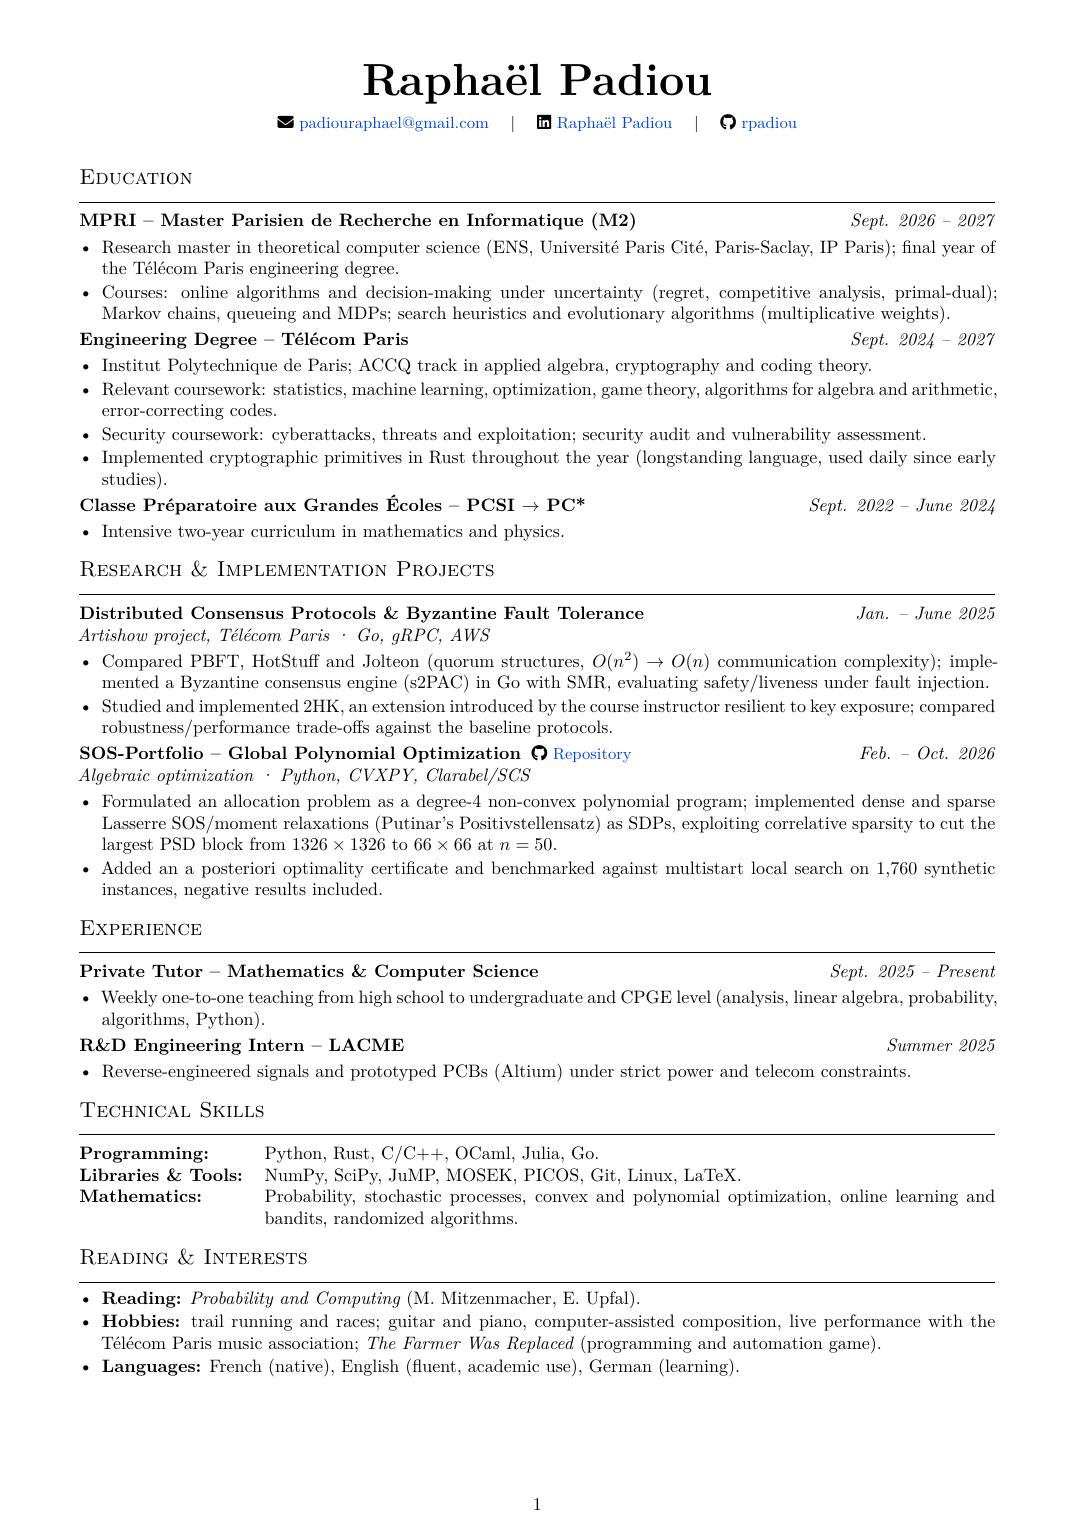 Raphaël Padiou
padiouraphael@gmail.com | Raphaël Padiou | rpadiou
Education
MPRI – Master Parisien de Recherche en Informatique (M2) Sept. 2026 – 2027
• Research master in theoretical computer science (ENS, Université Paris Cité, Paris-Saclay, IP Paris); final year of
the Télécom Paris engineering degree.
• Courses: online algorithms and decision-making under uncertainty (regret, competitive analysis, primal-dual);
Markov chains, queueing and MDPs; search heuristics and evolutionary algorithms (multiplicative weights).
Engineering Degree – Télécom Paris Sept. 2024 – 2027
• Institut Polytechnique de Paris; ACCQ track in applied algebra, cryptography and coding theory.
• Relevant coursework: statistics, machine learning, optimization, game theory, algorithms for algebra and arithmetic,
error-correcting codes.
• Security coursework: cyberattacks, threats and exploitation; security audit and vulnerability assessment.
• Implemented cryptographic primitives in Rust throughout the year (longstanding language, used daily since early
studies).
Classe Préparatoire aux Grandes Écoles – PCSI → PC* Sept. 2022 – June 2024
• Intensive two-year curriculum in mathematics and physics.
Research & Implementation Projects
Distributed Consensus Protocols & Byzantine Fault Tolerance Jan. – June 2025
Artishow project, Télécom Paris · Go, gRPC, AWS
• Compared PBFT, HotStuff and Jolteon (quorum structures, O(n²) → O(n) communication complexity); imple-
mented a Byzantine consensus engine (s2PAC) in Go with SMR, evaluating safety/liveness under fault injection.
• Studied and implemented 2HK, an extension introduced by the course instructor resilient to key exposure; compared
robustness/performance trade-offs against the baseline protocols.
SOS-Portfolio – Global Polynomial Optimization Repository Feb. – Oct. 2026
Algebraic optimization · Python, CVXPY, Clarabel/SCS
• Formulated an allocation problem as a degree-4 non-convex polynomial program; implemented dense and sparse
Lasserre SOS/moment relaxations (Putinar's Positivstellensatz) as SDPs, exploiting correlative sparsity to cut the
largest PSD block from 1326 × 1326 to 66 × 66 at n = 50.
• Added an a posteriori optimality certificate and benchmarked against multistart local search on 1,760 synthetic
instances, negative results included.
Experience
Private Tutor – Mathematics & Computer Science Sept. 2025 – Present
• Weekly one-to-one teaching from high school to undergraduate and CPGE level (analysis, linear algebra, probability,
algorithms, Python).
R&D Engineering Intern – LACME Summer 2025
• Reverse-engineered signals and prototyped PCBs (Altium) under strict power and telecom constraints.
Technical Skills
Programming: Python, Rust, C/C++, OCaml, Julia, Go.
Libraries & Tools: NumPy, SciPy, JuMP, MOSEK, PICOS, Git, Linux, LaTeX.
Mathematics: Probability, stochastic processes, convex and polynomial optimization, online learning and
bandits, randomized algorithms.
Reading & Interests
• Reading: Probability and Computing (M. Mitzenmacher, E. Upfal).
• Hobbies: trail running and races; guitar and piano, computer-assisted composition, live performance with the
Télécom Paris music association; The Farmer Was Replaced (programming and automation game).
• Languages: French (native), English (fluent, academic use), German (learning).
1